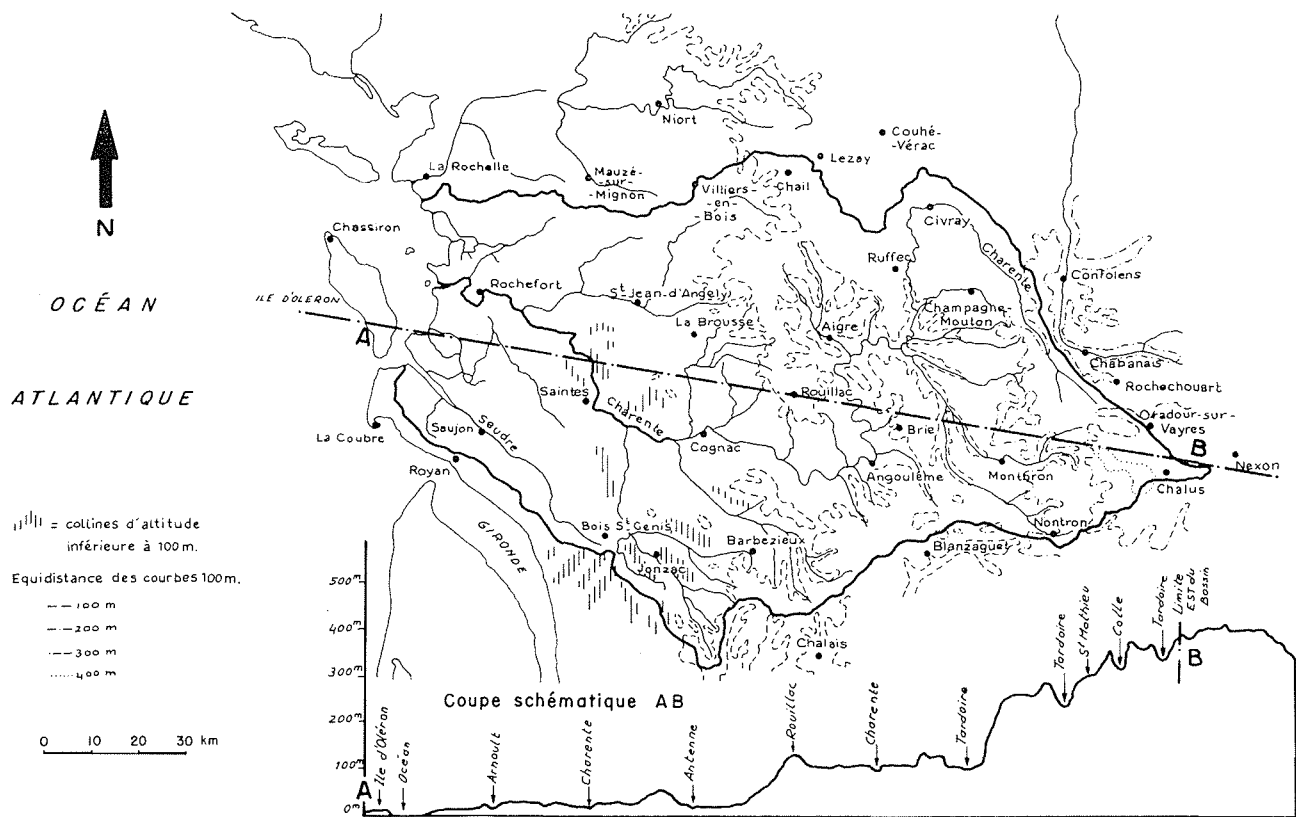 N
OCÉAN
ATLANTIQUE
ILE D'OLERON
Chassiron
La Rochelle
Niort
Mauzé-
-sur-
-Mignon
Villiers-
-en-
-Bois
Chail
Lezay
Couhé-
-Vérac
Civray
Charente
Ruffec
Confolens
Rochefort
St Jean-d'Angely
La Brousse
Aigre
Champagne-
-Mouton
Chabanais
Rochechouart
A
Saintes
Charente
Rouillac
Oradour-sur-
-Vayres
B
La Coubre
Saujon
Seudre
Cognac
Brie
Nexon
Royan
Angoulême
Montbron
Chalus
GIRONDE
Bois St Genis
Barbezieux
Nontron
Jonzac
Blanzaguet
Chalais
= collines d'altitude
inférieure à 100m.
Equidistance des courbes 100m.
100 m
200 m
300 m
400 m
0 10 20 30 km
Coupe schématique AB
500m
400m
300m
200m
100m
0m
A
Ile d'Oléron
Océan
Arnoult
Charente
Antenne
Rouillac
Charente
Tardoire
Tardoire
St Mathieu
Colle
Tardoire
Limite
EST du
Bassin
B